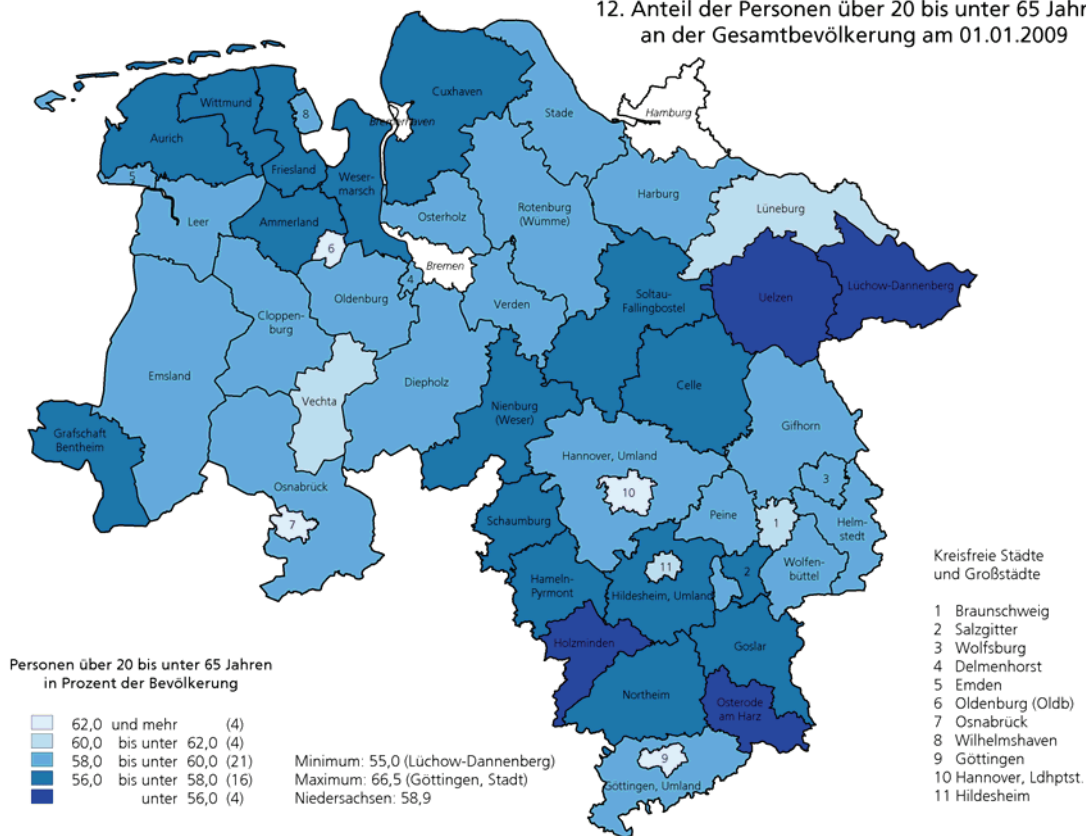 12. Anteil der Personen über 20 bis unter 65 Jahr
an der Gesamtbevölkerung am 01.01.2009
Cuxhaven
Wittmund
8
Stade
Hamburg
Bremerhaven
Aurich
Friesland
Weser-
marsch
5
Harburg
Leer
Ammerland
Osterholz
Rotenburg
(Wümme)
Lüneburg
6
Bremen
4
Oldenburg
Verden
Soltau-
Fallingbostel
Uelzen
Lüchow-Dannenberg
Cloppen-
burg
Emsland
Vechta
Diepholz
Celle
Nienburg
(Weser)
Grafschaft
Bentheim
Gifhorn
Hannover, Umland
Osnabrück
10
3
7
Schaumburg
Peine
1
Helm-
stedt
Hameln-
Pyrmont
11
Hildesheim, Umland
2
Wolfen-
büttel
Holzminden
Goslar
Northeim
Osterode
am Harz
9
Göttingen, Umland
Kreisfreie Städte
und Großstädte
1 Braunschweig
2 Salzgitter
3 Wolfsburg
4 Delmenhorst
5 Emden
6 Oldenburg (Oldb)
7 Osnabrück
8 Wilhelmshaven
9 Göttingen
10 Hannover, Ldhptst.
11 Hildesheim
Personen über 20 bis unter 65 Jahren
in Prozent der Bevölkerung
62,0 und mehr (4)
60,0 bis unter 62,0 (4)
58,0 bis unter 60,0 (21)
56,0 bis unter 58,0 (16)
unter 56,0 (4)
Minimum: 55,0 (Lüchow-Dannenberg)
Maximum: 66,5 (Göttingen, Stadt)
Niedersachsen: 58,9